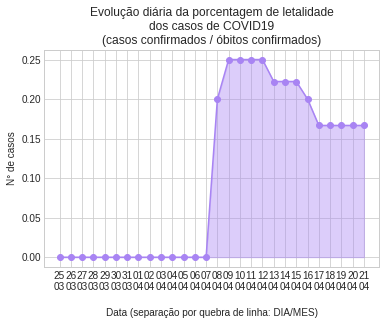 Evolução diária da porcentagem de letalidade
dos casos de COVID19
(casos confirmados / óbitos confirmados)
0.25
0.20
0.15
0.10
0.05
0.00
N° de casos
25 26 27 28 29 30 31 01 02 03 04 05 06 07 08 09 10 11 12 13 14 15 16 17 18 19 20 21
03 03 03 03 03 03 03 04 04 04 04 04 04 04 04 04 04 04 04 04 04 04 04 04 04 04 04 04
Data (separação por quebra de linha: DIA/MES)